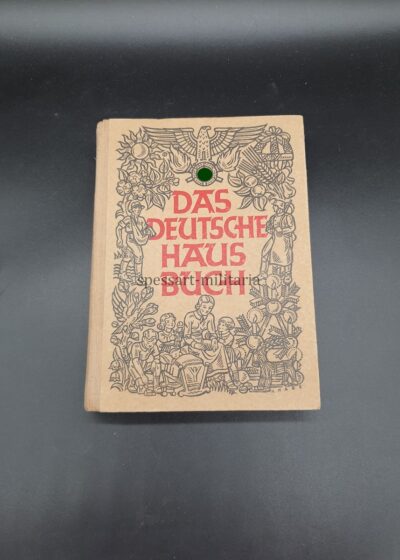 DAS
DEUTSCHE
HAUS
BUCH
spessart-militaria